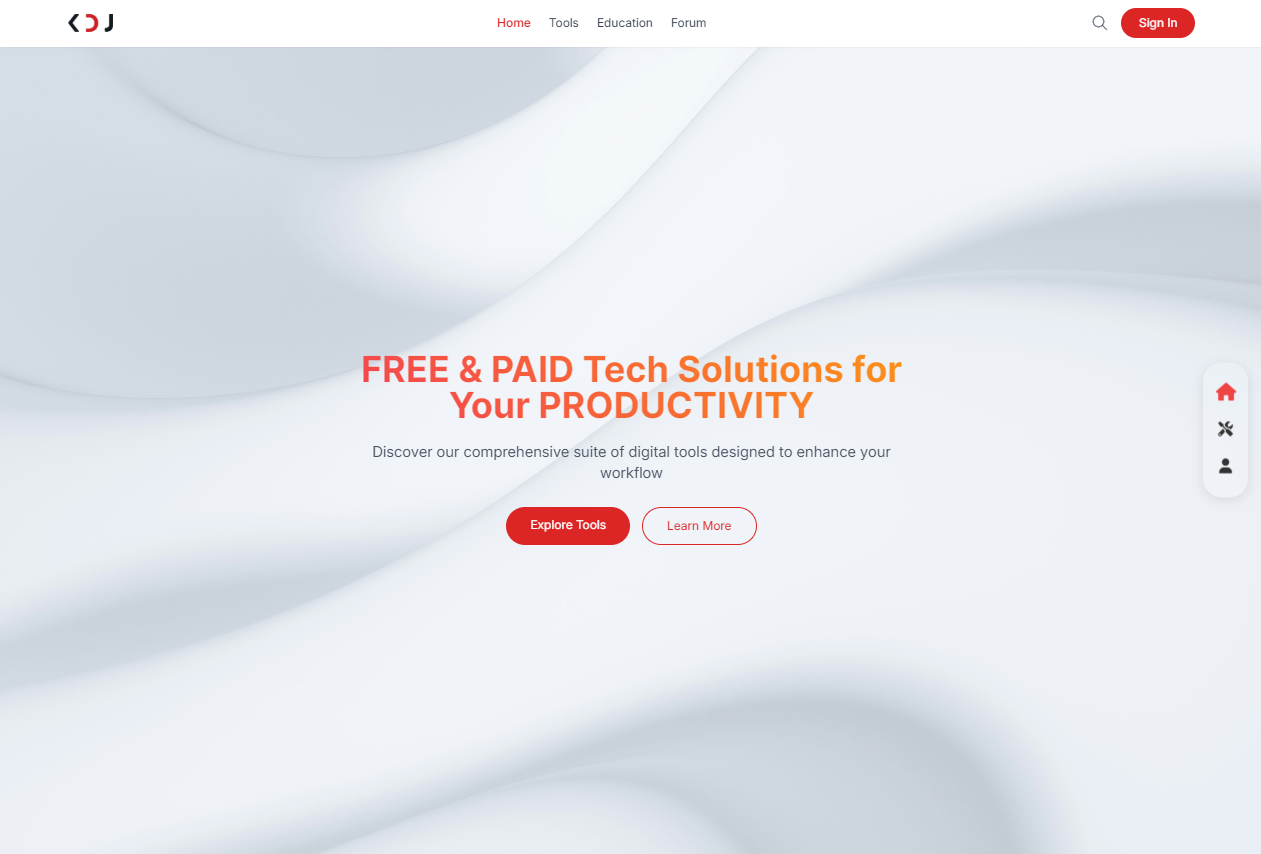 KDJ
Home Tools Education Forum
Sign In
FREE & PAID Tech Solutions for
Your PRODUCTIVITY
Discover our comprehensive suite of digital tools designed to enhance your
workflow
Explore Tools Learn More